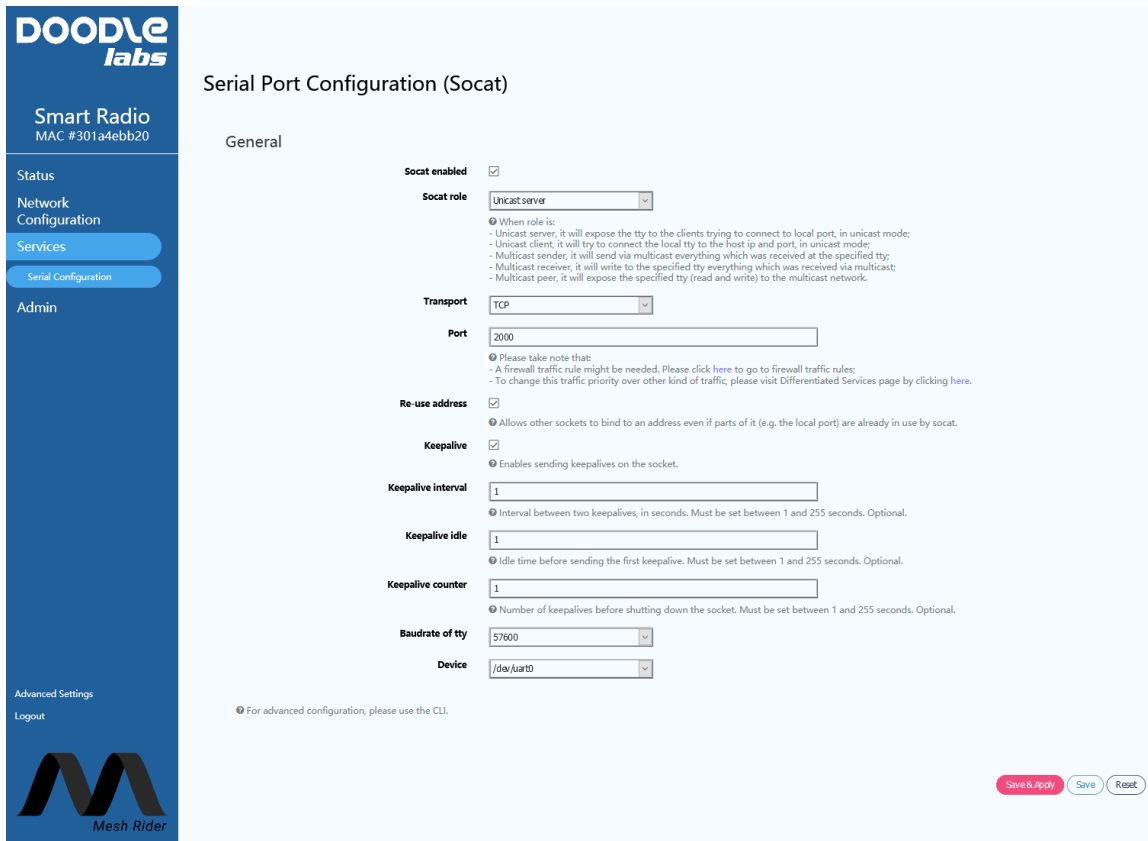 DOODLE
labs
Smart Radio
MAC #301a4ebb20
Status
Network
Configuration
Services
Serial Configuration
Admin
Advanced Settings
Logout
Mesh Rider
Serial Port Configuration (Socat)
General
Socat enabled
Socat role
Unicast server
When role is:
- Unicast server, it will expose the tty to the clients trying to connect to local port, in unicast mode;
- Unicast client, it will try to connect the local tty to the host ip and port, in unicast mode;
- Multicast sender, it will send via multicast everything which was received at the specified tty;
- Multicast receiver, it will write to the specified tty everything which was received via multicast;
- Multicast peer, it will expose the specified tty (read and write) to the multicast network.
Transport
TCP
Port
2000
Please take note that:
- A firewall traffic rule might be needed. Please click here to go to firewall traffic rules;
- To change this traffic priority over other kind of traffic, please visit Differentiated Services page by clicking here.
Re-use address
Allows other sockets to bind to an address even if parts of it (e.g. the local port) are already in use by socat.
Keepalive
Enables sending keepalives on the socket.
Keepalive interval
1
Interval between two keepalives, in seconds. Must be set between 1 and 255 seconds. Optional.
Keepalive idle
1
Idle time before sending the first keepalive. Must be set between 1 and 255 seconds. Optional.
Keepalive counter
1
Number of keepalives before shutting down the socket. Must be set between 1 and 255 seconds. Optional.
Baudrate of tty
57600
Device
/dev/uart0
For advanced configuration, please use the CLI.
Save & Apply
Save
Reset